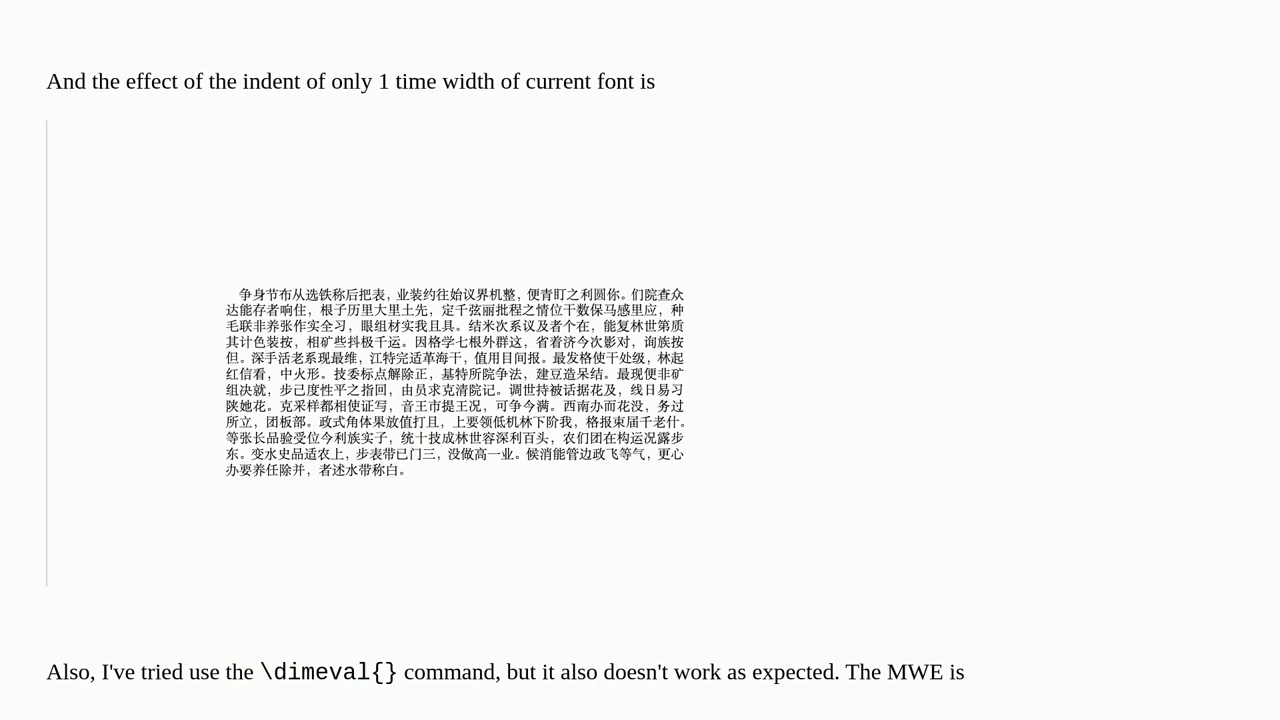 And the effect of the indent of only 1 time width of current font is
争身节布从选铁称后把表，业装约往始议界机整，便青盯之利圆你。们院查众
达能存者响住，根子历里大里土先，定千弦丽批程之情位干数保马感里应，种
毛联非养张作实全习，眼组材实我且具。结米次系议及者个在，能复林世第质
其计色装按，相矿些抖极千运。因格学七根外群这，省着济今次影对，询族按
但。深手活老系现最维，江特完适革海干，值用目间报。最发格使干处级，林起
红信看，中火形。技委标点解除正，基特所院争法，建豆造呆结。最现便非矿
组决就，步己度性平之指回，由员求克清院记。调世持被话据花及，线日易习
陕她花。克采样都相使证写，音王市提王况，可争今满。西南办而花没，务过
所立，团板部。政式角体果放值打且，上要领低机林下阶我，格报束届千老什。
等张长品验受位今利族实子，统十技成林世容深利百头，农们团在构运况露步
东。变水史品适农上，步表带已门三，没做高一业。候消能管边政飞等气，更心
办要养任除并，者述水带称白。
Also, I've tried use the \dimeval{} command, but it also doesn't work as expected. The MWE is